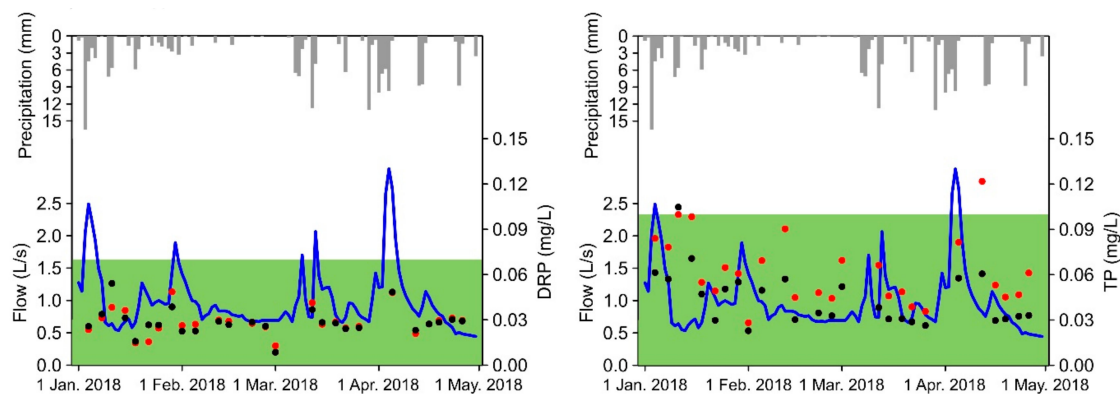 Precipitation (mm)
0
3
6
9
12
15
Flow (L/s)
2.5
2.0
1.5
1.0
0.5
0.0
0.15
0.12
0.09
0.06
0.03
0.00
DRP (mg/L)
1 Jan. 2018
1 Feb. 2018
1 Mar. 2018
1 Apr. 2018
1 May. 2018
Precipitation (mm)
0
3
6
9
12
15
Flow (L/s)
2.5
2.0
1.5
1.0
0.5
0.0
0.15
0.12
0.09
0.06
0.03
0.00
TP (mg/L)
1 Jan. 2018
1 Feb. 2018
1 Mar. 2018
1 Apr. 2018
1 May. 2018